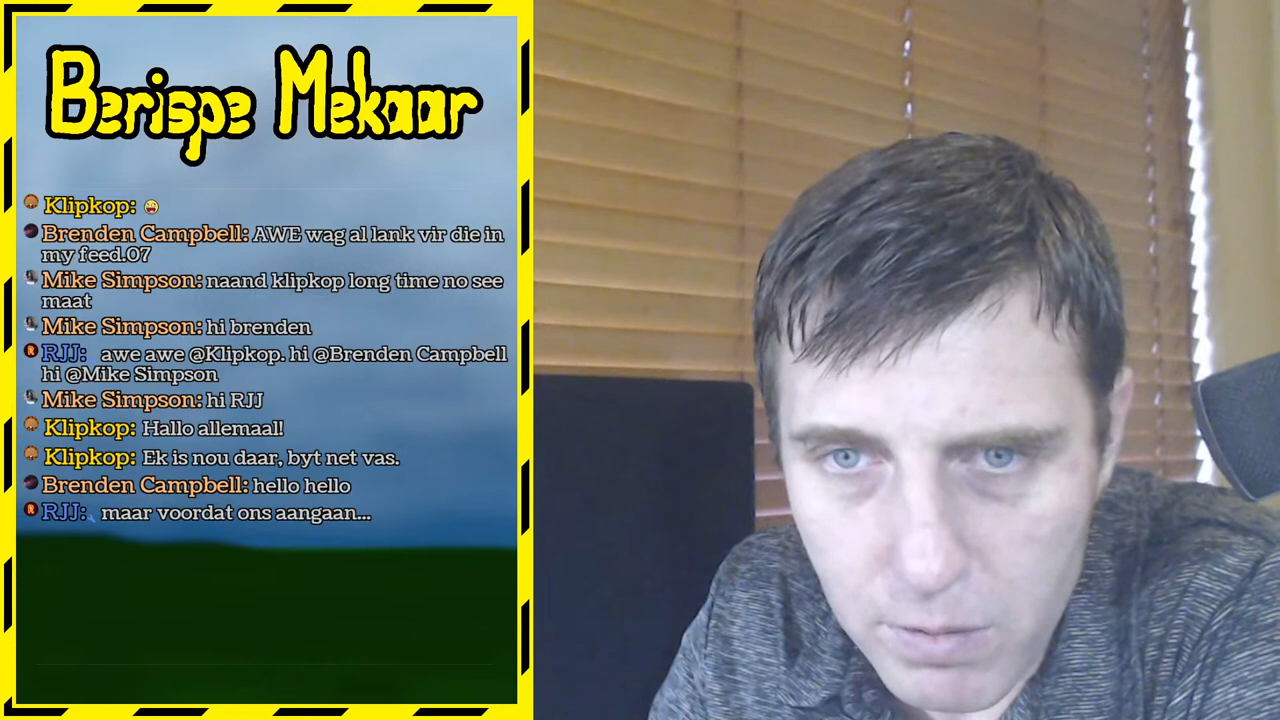 Berispe Mekaar
Klipkop:
Brenden Campbell: AWE wag al lank vir die in
my feed.07
Mike Simpson: naand klipkop long time no see
maat
Mike Simpson: hi brenden
RJJ: awe awe @Klipkop. hi @Brenden Campbell
hi @Mike Simpson
Mike Simpson: hi RJJ
Klipkop: Hallo allemaal!
Klipkop: Ek is nou daar, byt net vas.
Brenden Campbell: hello hello
RJJ: maar voordat ons aangaan...